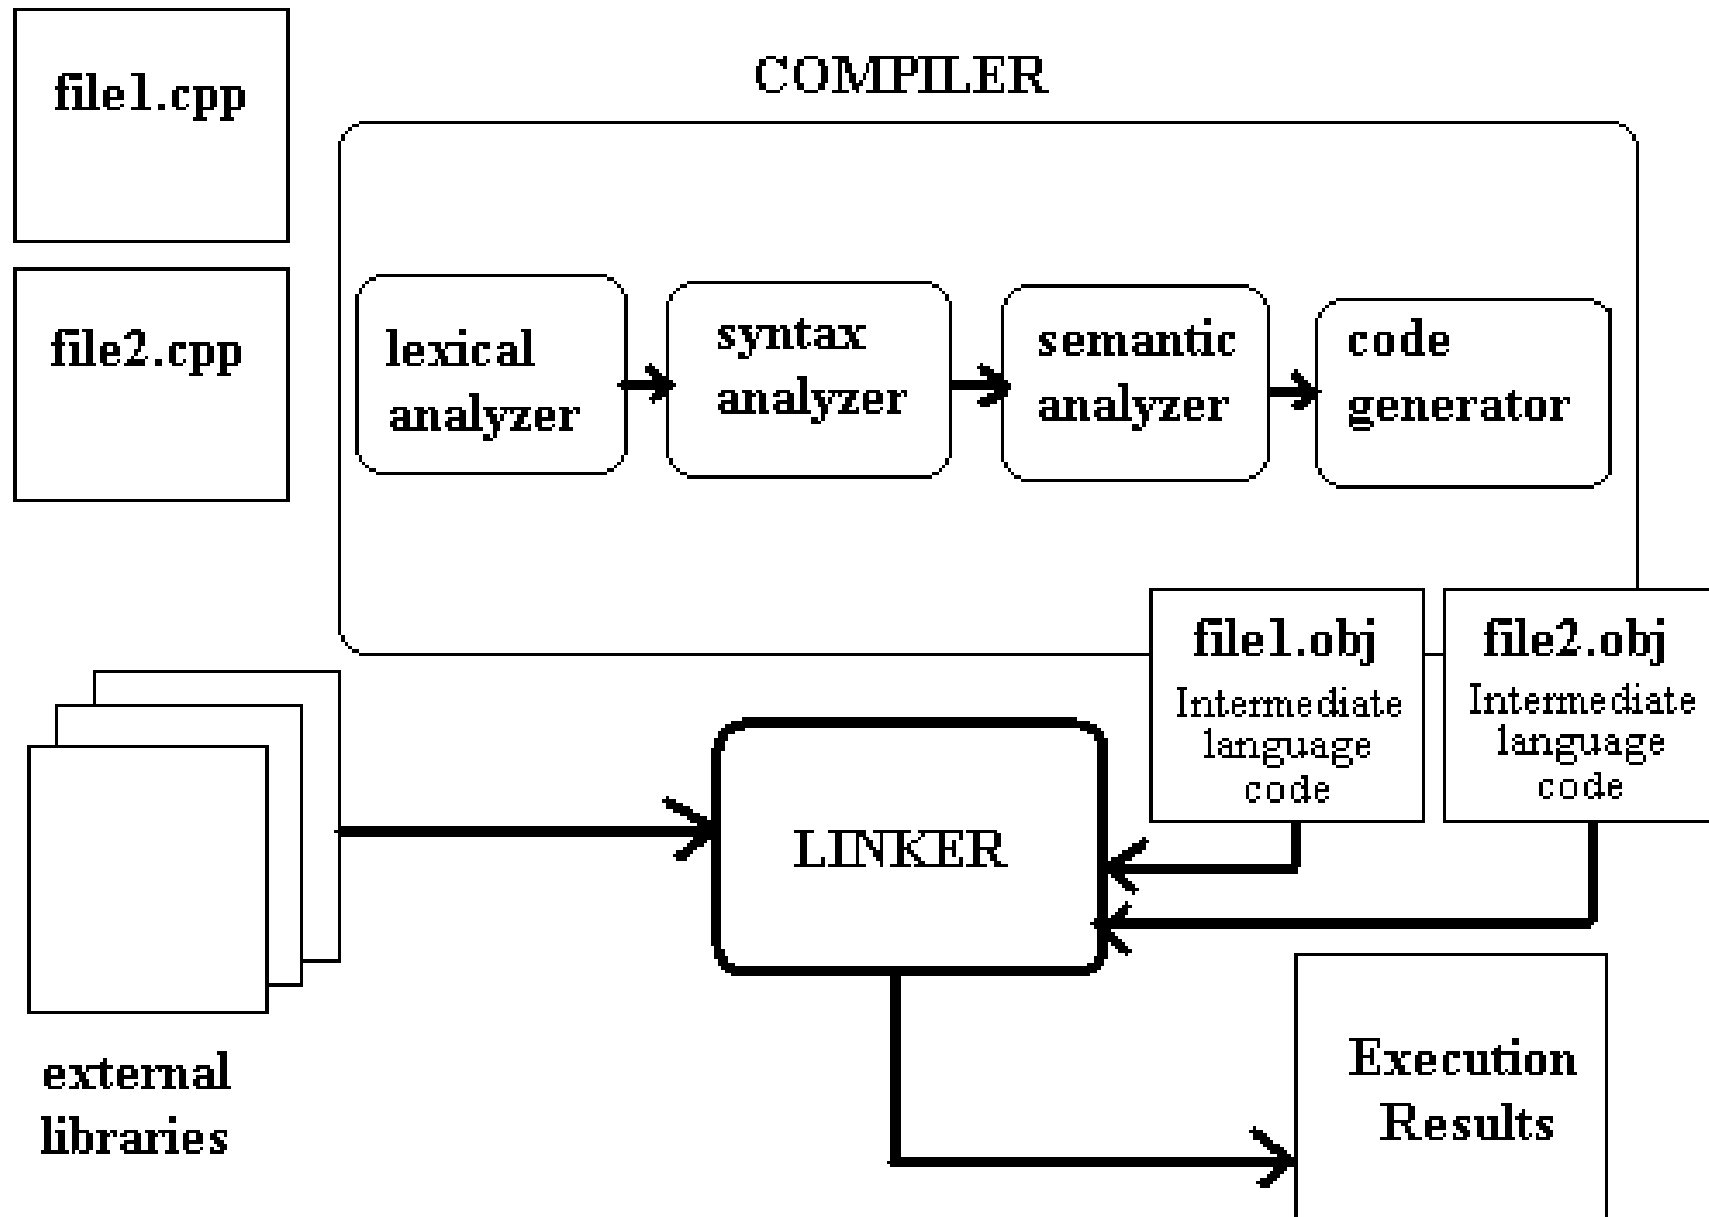 file1.cpp
COMPILER
file2.cpp
lexical
analyzer
syntax
analyzer
semantic
analyzer
code
generator
file1.obj
Intermediate
language
code
file2.obj
Intermediate
language
code
LINKER
external
libraries
Execution
Results